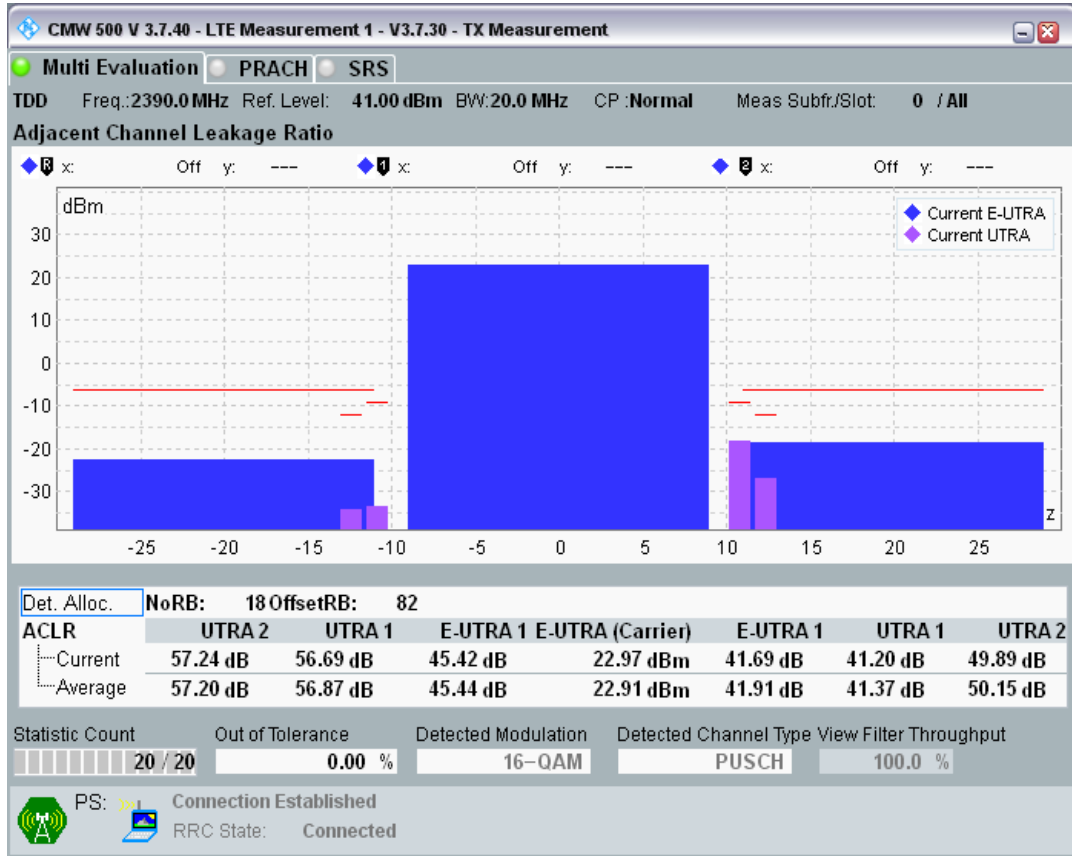 CMW 500 V 3.7.40 - LTE Measurement 1 - V3.7.30 - TX Measurement
Multi Evaluation PRACH SRS
TDD Freq.:2390.0 MHz Ref. Level: 41.00 dBm BW:20.0 MHz CP :Normal Meas Subfr./Slot: 0 / All
Adjacent Channel Leakage Ratio
R x: Off y: --- 1 x: Off y: --- 2 x: Off y: ---
dBm
Current E-UTRA
Current UTRA
30
20
10
0
-10
-20
-30
z
-25 -20 -15 -10 -5 0 5 10 15 20 25
Det. Alloc. NoRB: 18 OffsetRB: 82
ACLR UTRA 2 UTRA 1 E-UTRA 1 E-UTRA (Carrier) E-UTRA 1 UTRA 1 UTRA 2
Current 57.24 dB 56.69 dB 45.42 dB 22.97 dBm 41.69 dB 41.20 dB 49.89 dB
Average 57.20 dB 56.87 dB 45.44 dB 22.91 dBm 41.91 dB 41.37 dB 50.15 dB
Statistic Count Out of Tolerance Detected Modulation Detected Channel Type View Filter Throughput
20 / 20 0.00 % 16-QAM PUSCH 100.0 %
PS: Connection Established
RRC State: Connected